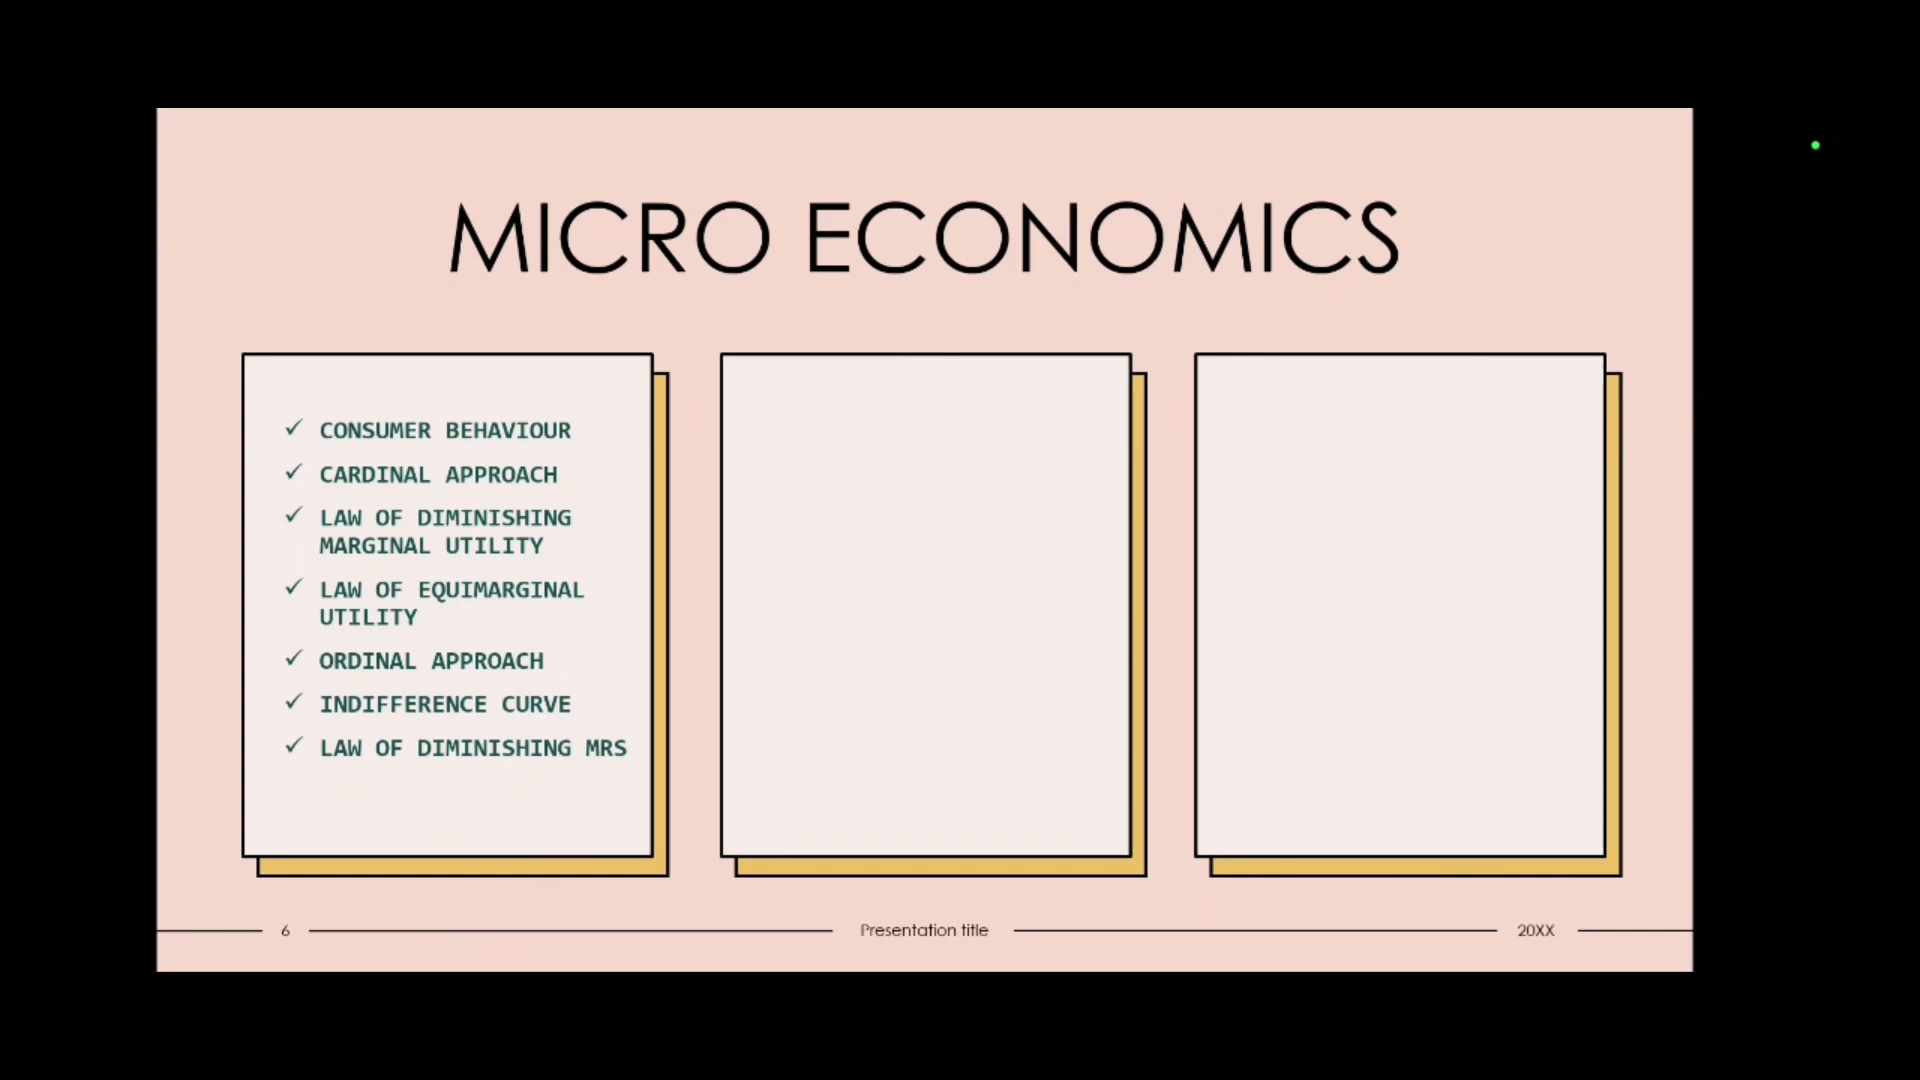 MICRO ECONOMICS
✓ CONSUMER BEHAVIOUR
✓ CARDINAL APPROACH
✓ LAW OF DIMINISHING
MARGINAL UTILITY
✓ LAW OF EQUIMARGINAL
UTILITY
✓ ORDINAL APPROACH
✓ INDIFFERENCE CURVE
✓ LAW OF DIMINISHING MRS
6 Presentation title 20XX